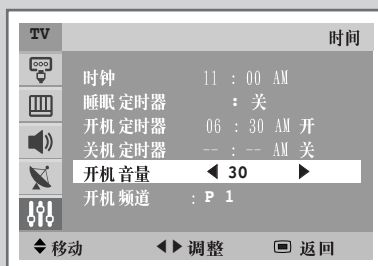 TV
时间
时钟 11 : 00 AM
睡眠定时器 : 关
开机定时器 06 : 30 AM 开
关机定时器 -- : -- AM 关
开机音量 ◀ 30 ▶
开机频道 : P 1
移动 调整 返回